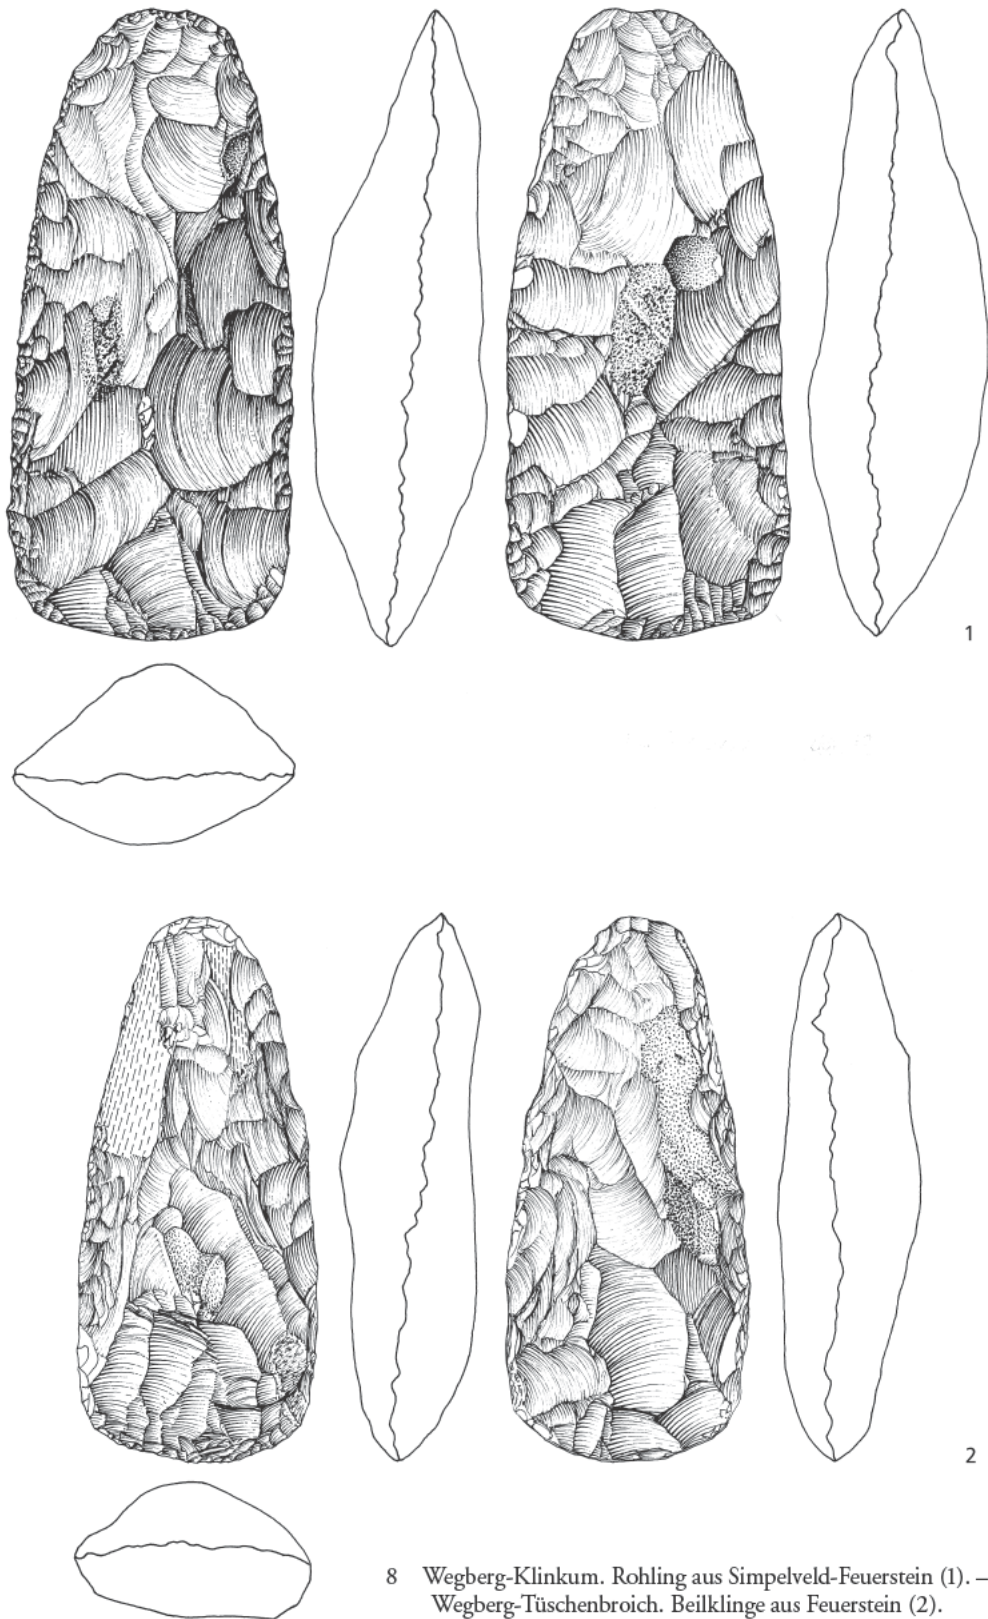 1
2
8 Wegberg-Klinkum. Rohling aus Simpelveld-Feuerstein (1). –
Wegberg-Tüschenbroich. Beilklinge aus Feuerstein (2).